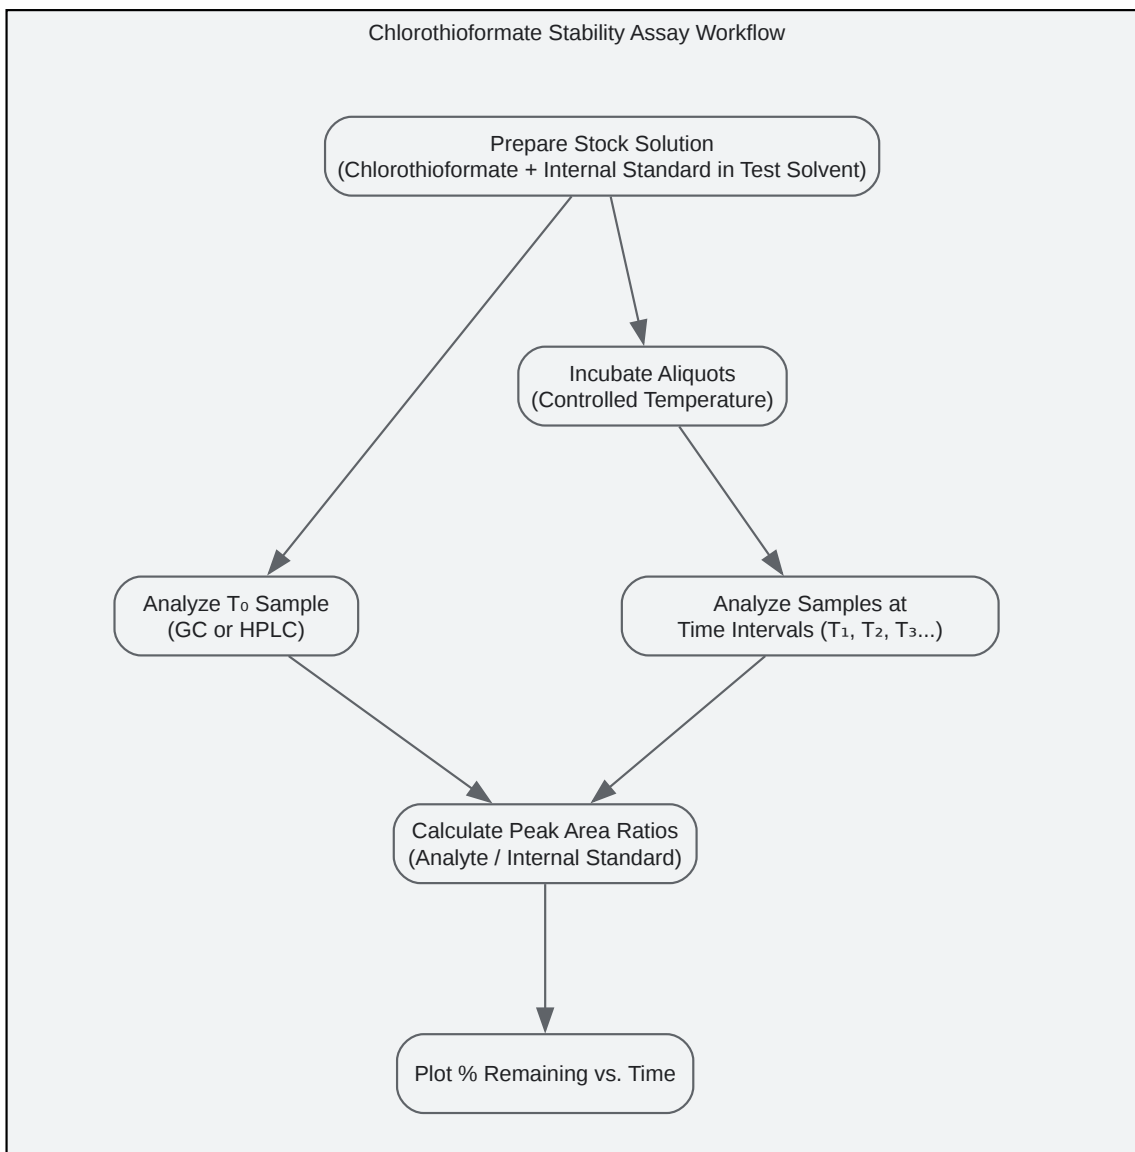 Chlorothioformate Stability Assay Workflow
Prepare Stock Solution
(Chlorothioformate + Internal Standard in Test Solvent)
Incubate Aliquots
(Controlled Temperature)
Analyze T₀ Sample
(GC or HPLC)
Analyze Samples at
Time Intervals (T₁, T₂, T₃...)
Calculate Peak Area Ratios
(Analyte / Internal Standard)
Plot % Remaining vs. Time